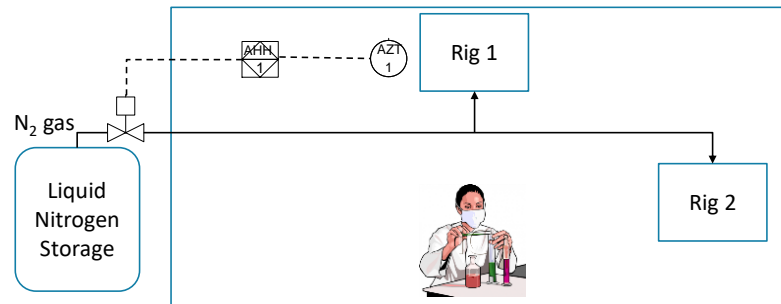 AHH
1
AZT
1
Rig 1
N₂ gas
Liquid
Nitrogen
Storage
Rig 2